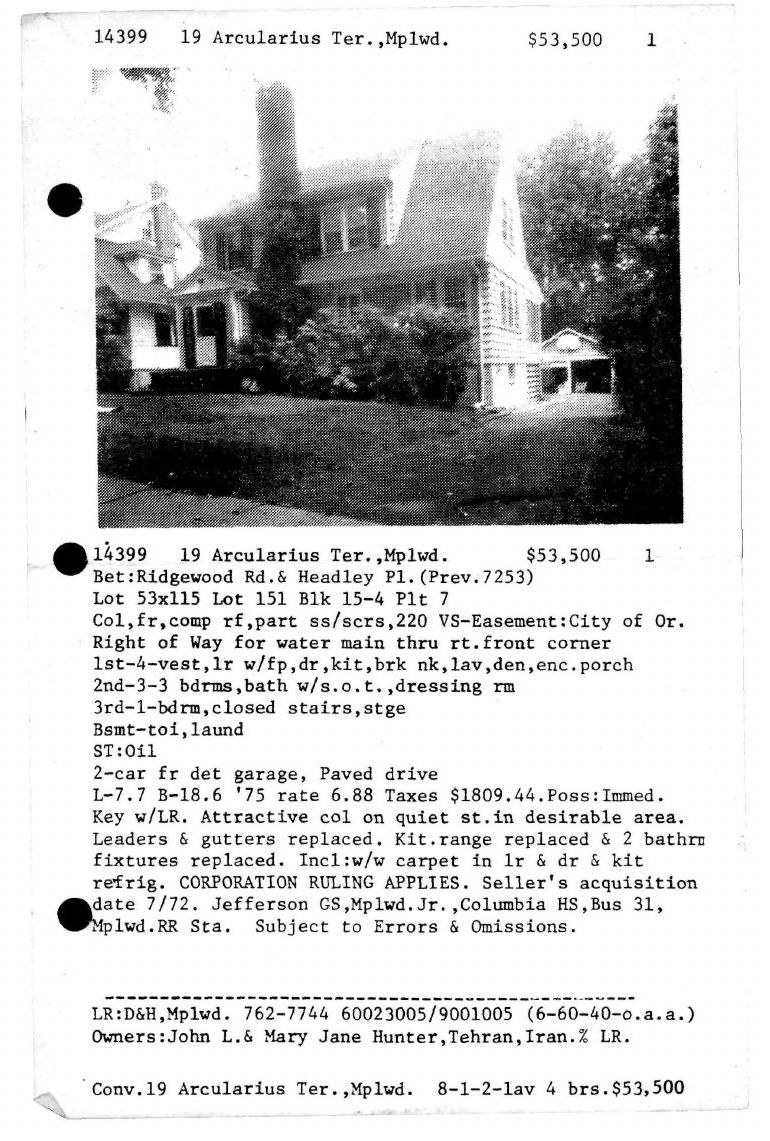 14399 19 Arcularius Ter.,Mplwd. $53,500 1
14399 19 Arcularius Ter.,Mplwd. $53,500 1
Bet:Ridgewood Rd.& Headley Pl.(Prev.7253)
Lot 53x115 Lot 151 Blk 15-4 Plt 7
Col,fr,comp rf,part ss/scrs,220 VS-Easement:City of Or.
Right of Way for water main thru rt.front corner
1st-4-vest,lr w/fp,dr,kit,brk nk,lav,den,enc.porch
2nd-3-3 bdrms,bath w/s.o.t.,dressing rm
3rd-1-bdrm,closed stairs,stge
Bsmt-toi,laund
ST:Oil
2-car fr det garage, Paved drive
L-7.7 B-18.6 '75 rate 6.88 Taxes $1809.44.Poss:Immed.
Key w/LR. Attractive col on quiet st.in desirable area.
Leaders & gutters replaced. Kit.range replaced & 2 bathrm
fixtures replaced. Incl:w/w carpet in lr & dr & kit
refrig. CORPORATION RULING APPLIES. Seller's acquisition
date 7/72. Jefferson GS,Mplwd.Jr.,Columbia HS,Bus 31,
Mplwd.RR Sta. Subject to Errors & Omissions.
LR:D&H,Mplwd. 762-7744 60023005/9001005 (6-60-40-o.a.a.)
Owners:John L.& Mary Jane Hunter,Tehran,Iran.% LR.
Conv.19 Arcularius Ter.,Mplwd. 8-1-2-lav 4 brs.$53,500